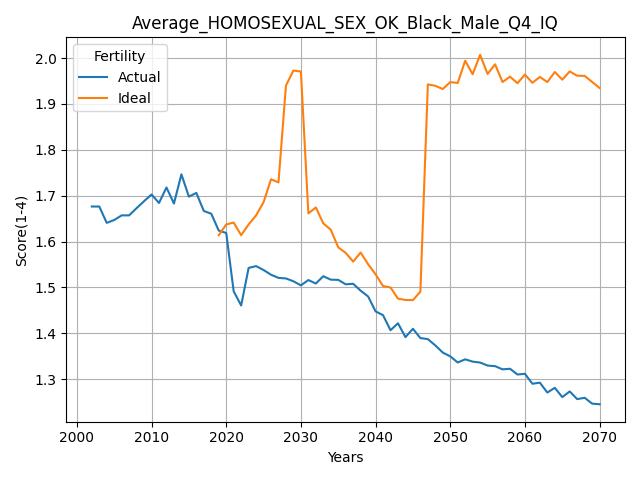 Average_HOMOSEXUAL_SEX_OK_Black_Male_Q4_IQ
Fertility
Actual
Ideal
Score(1-4)
2.0
1.9
1.8
1.7
1.6
1.5
1.4
1.3
2000 2010 2020 2030 2040 2050 2060 2070
Years